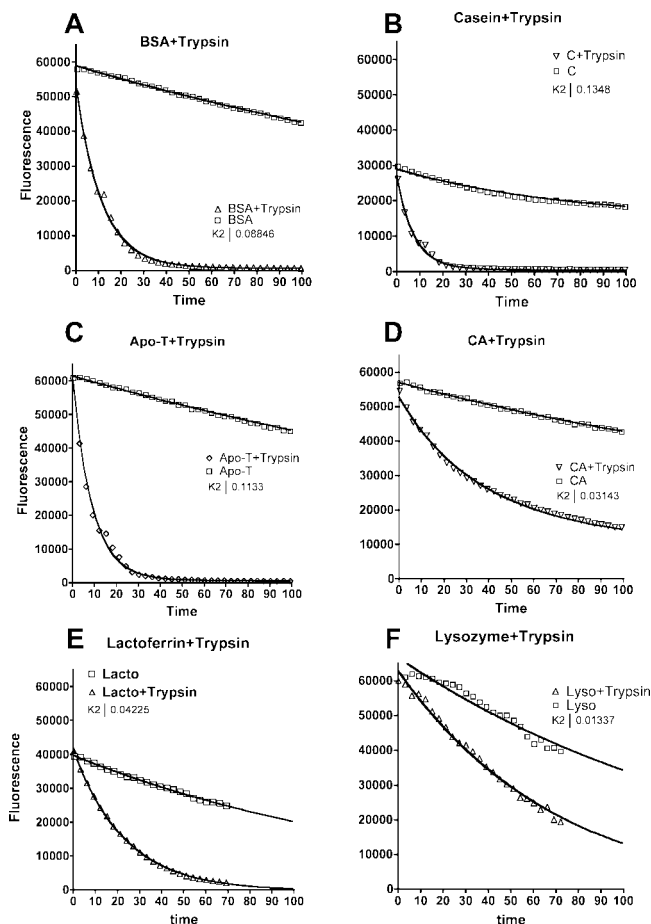 A
BSA+Trypsin
60000
50000
40000
30000
20000
10000
0
Fluorescence
BSA+Trypsin
BSA
K2 0.08846
0 10 20 30 40 50 60 70 80 90 100
Time
B
Casein+Trypsin
60000
50000
40000
30000
20000
10000
0
C+Trypsin
C
K2 0.1348
0 10 20 30 40 50 60 70 80 90 100
Time
C
Apo-T+Trypsin
60000
50000
40000
30000
20000
10000
0
Apo-T+Trypsin
Apo-T
K2 0.1133
0 10 20 30 40 50 60 70 80 90 100
Time
D
CA+Trypsin
60000
50000
40000
30000
20000
10000
CA+Trypsin
CA
K2 0.03143
0 10 20 30 40 50 60 70 80 90 100
Time
E
Lactoferrin+Trypsin
Lacto
Lacto+Trypsin
K2 0.04225
60000
50000
40000
30000
20000
10000
0
Fluorescence
0 10 20 30 40 50 60 70 80 90 100
time
F
Lysozyme+Trypsin
60000
50000
40000
30000
20000
10000
0
Lyso+Trypsin
Lyso
K2 0.01337
0 10 20 30 40 50 60 70 80 90 100
time